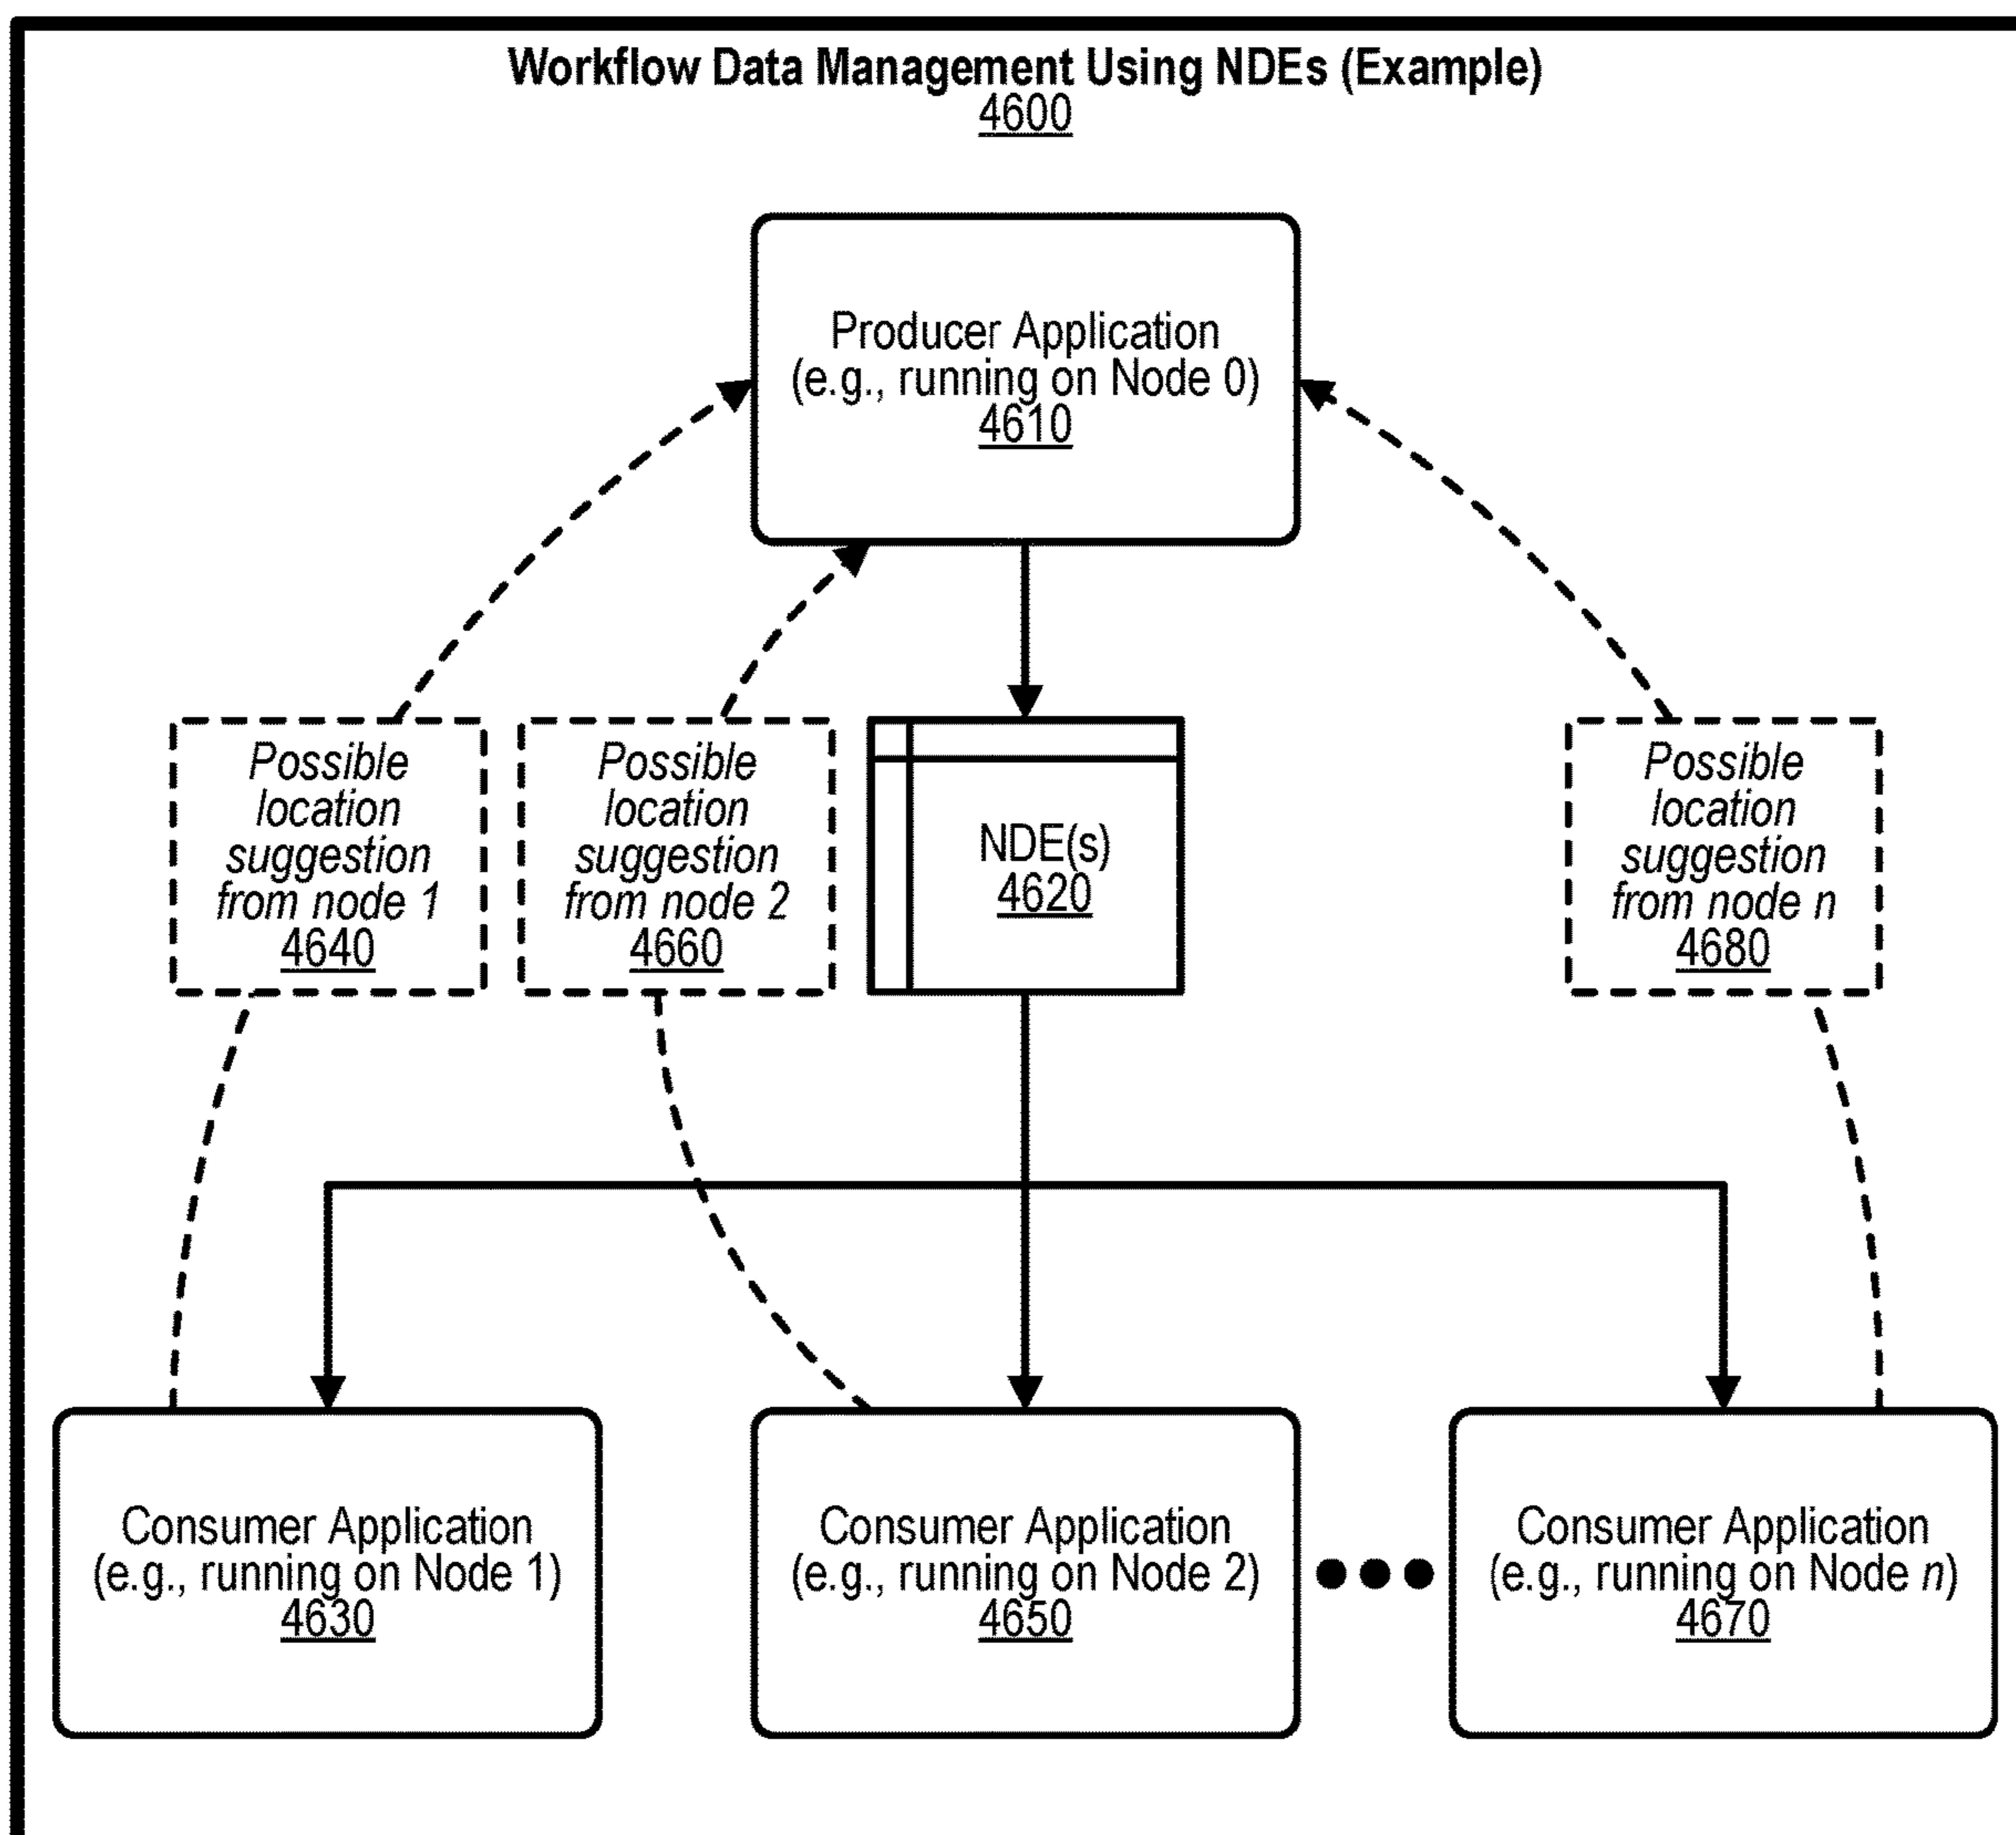 Workflow Data Management Using NDEs (Example)
4600
Producer Application
(e.g., running on Node 0)
4610
Possible
location
suggestion
from node 1
4640
Possible
location
suggestion
from node 2
4660
NDE(s)
4620
Possible
location
suggestion
from node n
4680
Consumer Application
(e.g., running on Node 1)
4630
Consumer Application
(e.g., running on Node 2)
4650
Consumer Application
(e.g., running on Node n)
4670